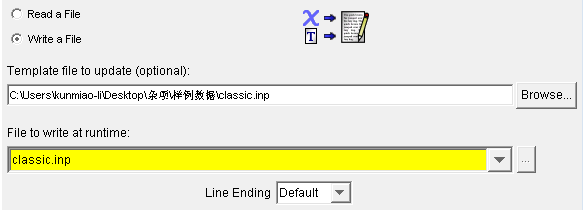 Read a File
Write a File
T
Template file to update (optional):
C:\Users\kunmiao-li\Desktop\杂项\样例数据\classic.inp
Browse...
File to write at runtime:
classic.inp
...
Line Ending
Default